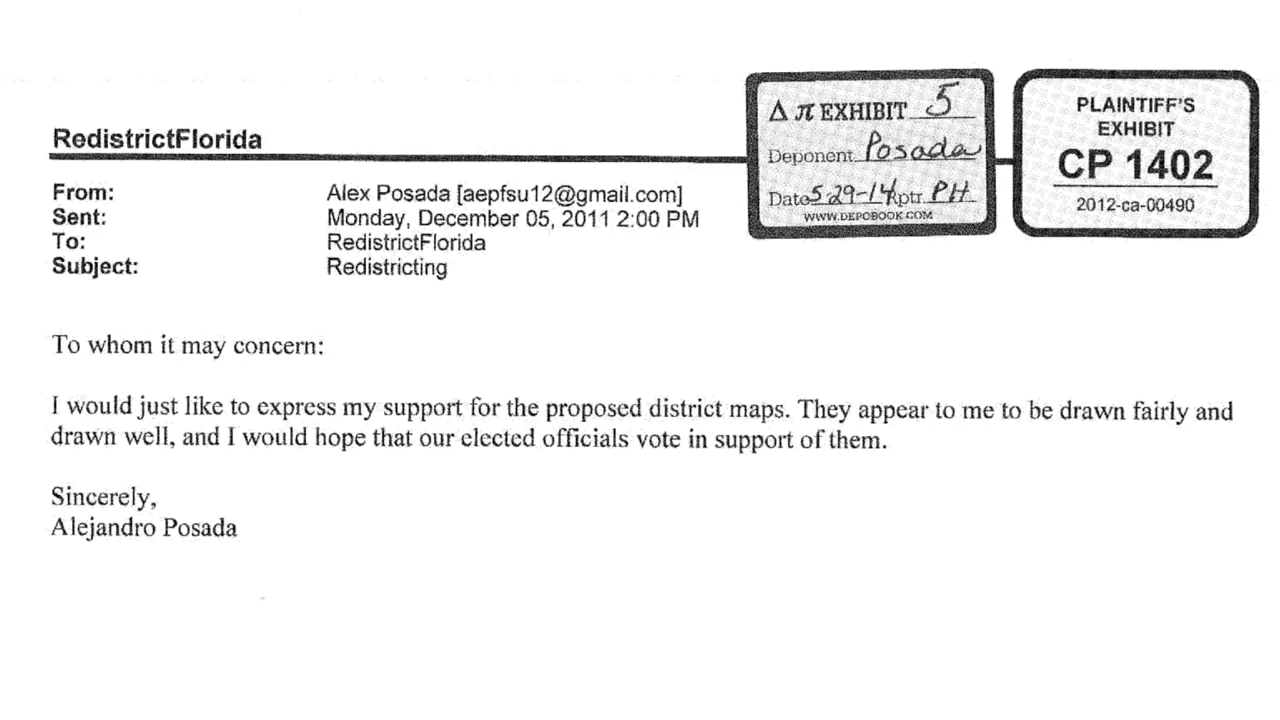 RedistrictFlorida
Δ π EXHIBIT 5
Deponent Posada
Date 5-29-14 Rptr. PH
WWW.DEPOBOOK.COM
PLAINTIFF'S
EXHIBIT
CP 1402
2012-ca-00490
From: Alex Posada [aepfsu12@gmail.com]
Sent: Monday, December 05, 2011 2:00 PM
To: RedistrictFlorida
Subject: Redistricting
To whom it may concern:
I would just like to express my support for the proposed district maps. They appear to me to be drawn fairly and
drawn well, and I would hope that our elected officials vote in support of them.
Sincerely,
Alejandro Posada